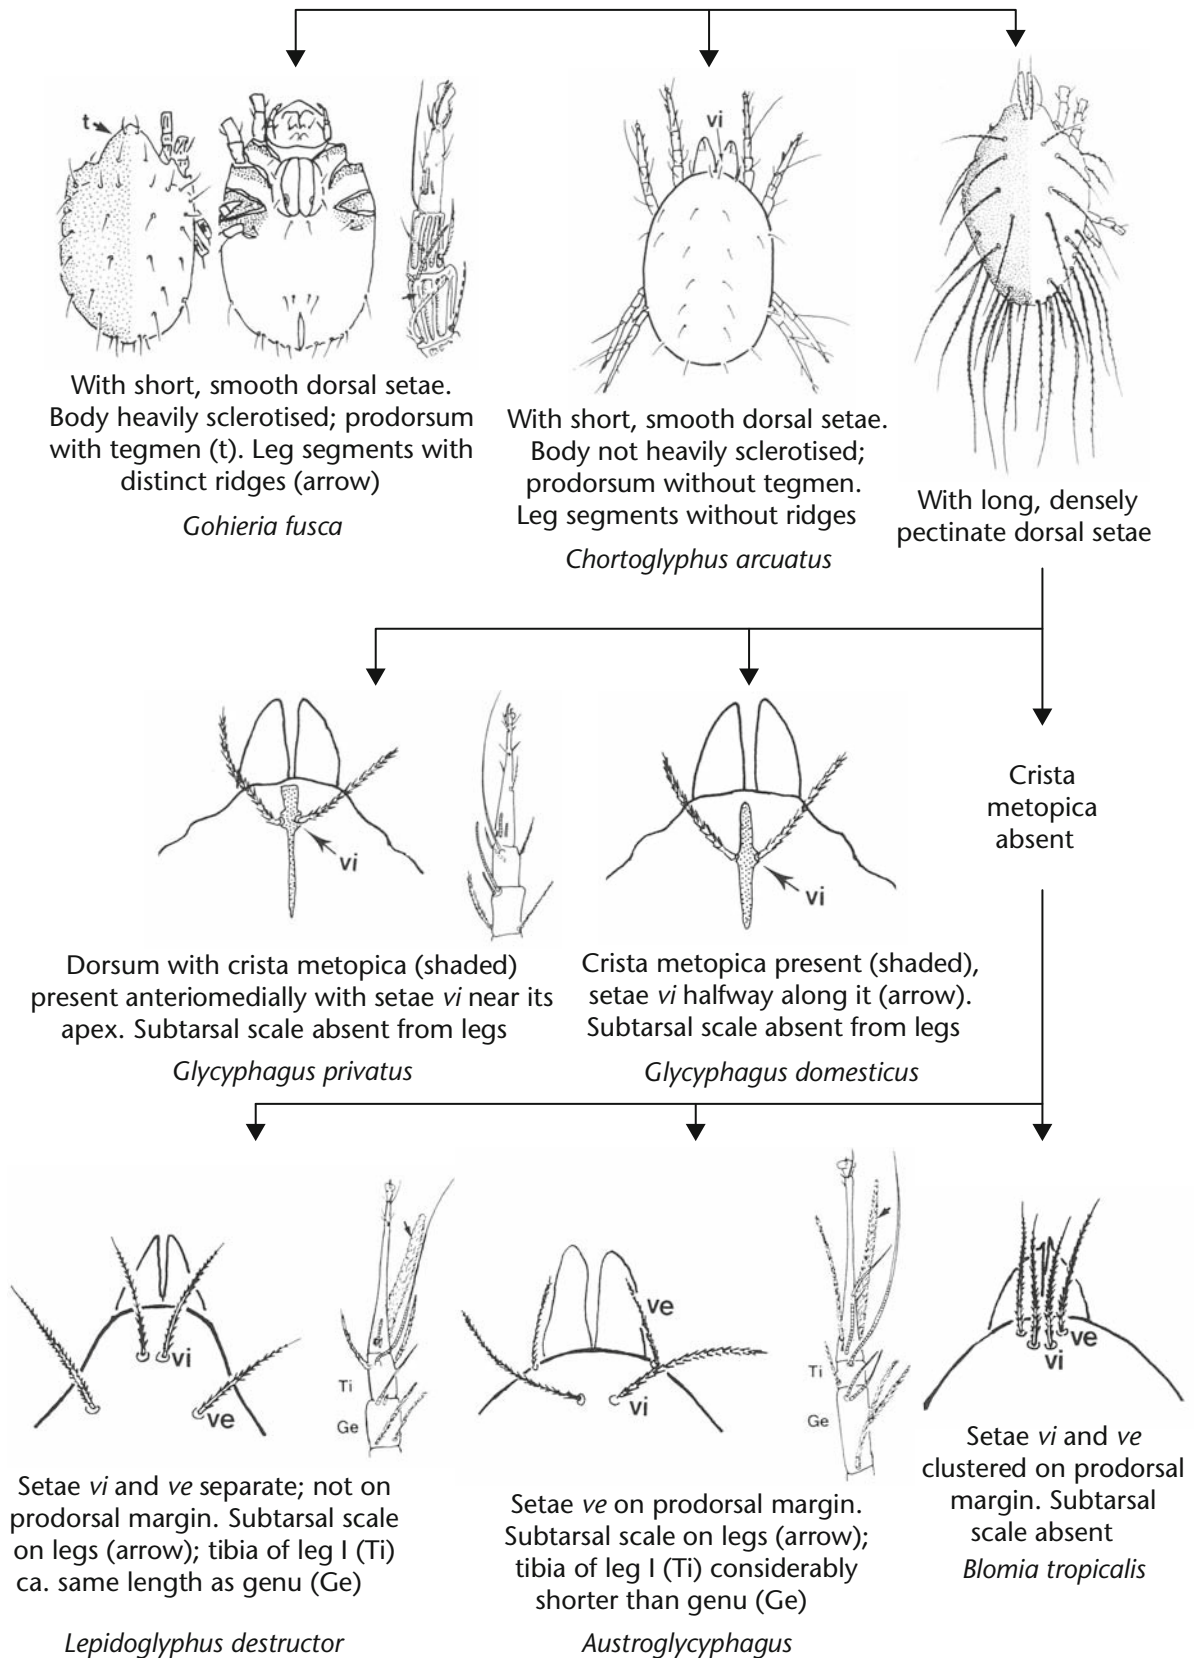 t
vi
With short, smooth dorsal setae.
Body heavily sclerotised; prodorsum
with tegmen (t). Leg segments with
distinct ridges (arrow)
Gohieria fusca
With short, smooth dorsal setae.
Body not heavily sclerotised;
prodorsum without tegmen.
Leg segments without ridges
Chortoglyphus arcuatus
With long, densely
pectinate dorsal setae
vi
Dorsum with crista metopica (shaded)
present anteriomedially with setae vi near its
apex. Subtarsal scale absent from legs
Glycyphagus privatus
vi
Crista metopica present (shaded),
setae vi halfway along it (arrow).
Subtarsal scale absent from legs
Glycyphagus domesticus
Crista
metopica
absent
vi
ve
Ti
Ge
Setae vi and ve separate; not on
prodorsal margin. Subtarsal scale
on legs (arrow); tibia of leg I (Ti)
ca. same length as genu (Ge)
Lepidoglyphus destructor
ve
vi
Ti
Ge
Setae ve on prodorsal margin.
Subtarsal scale on legs (arrow);
tibia of leg I (Ti) considerably
shorter than genu (Ge)
Austroglycyphagus
ve
vi
Setae vi and ve
clustered on prodorsal
margin. Subtarsal
scale absent
Blomia tropicalis